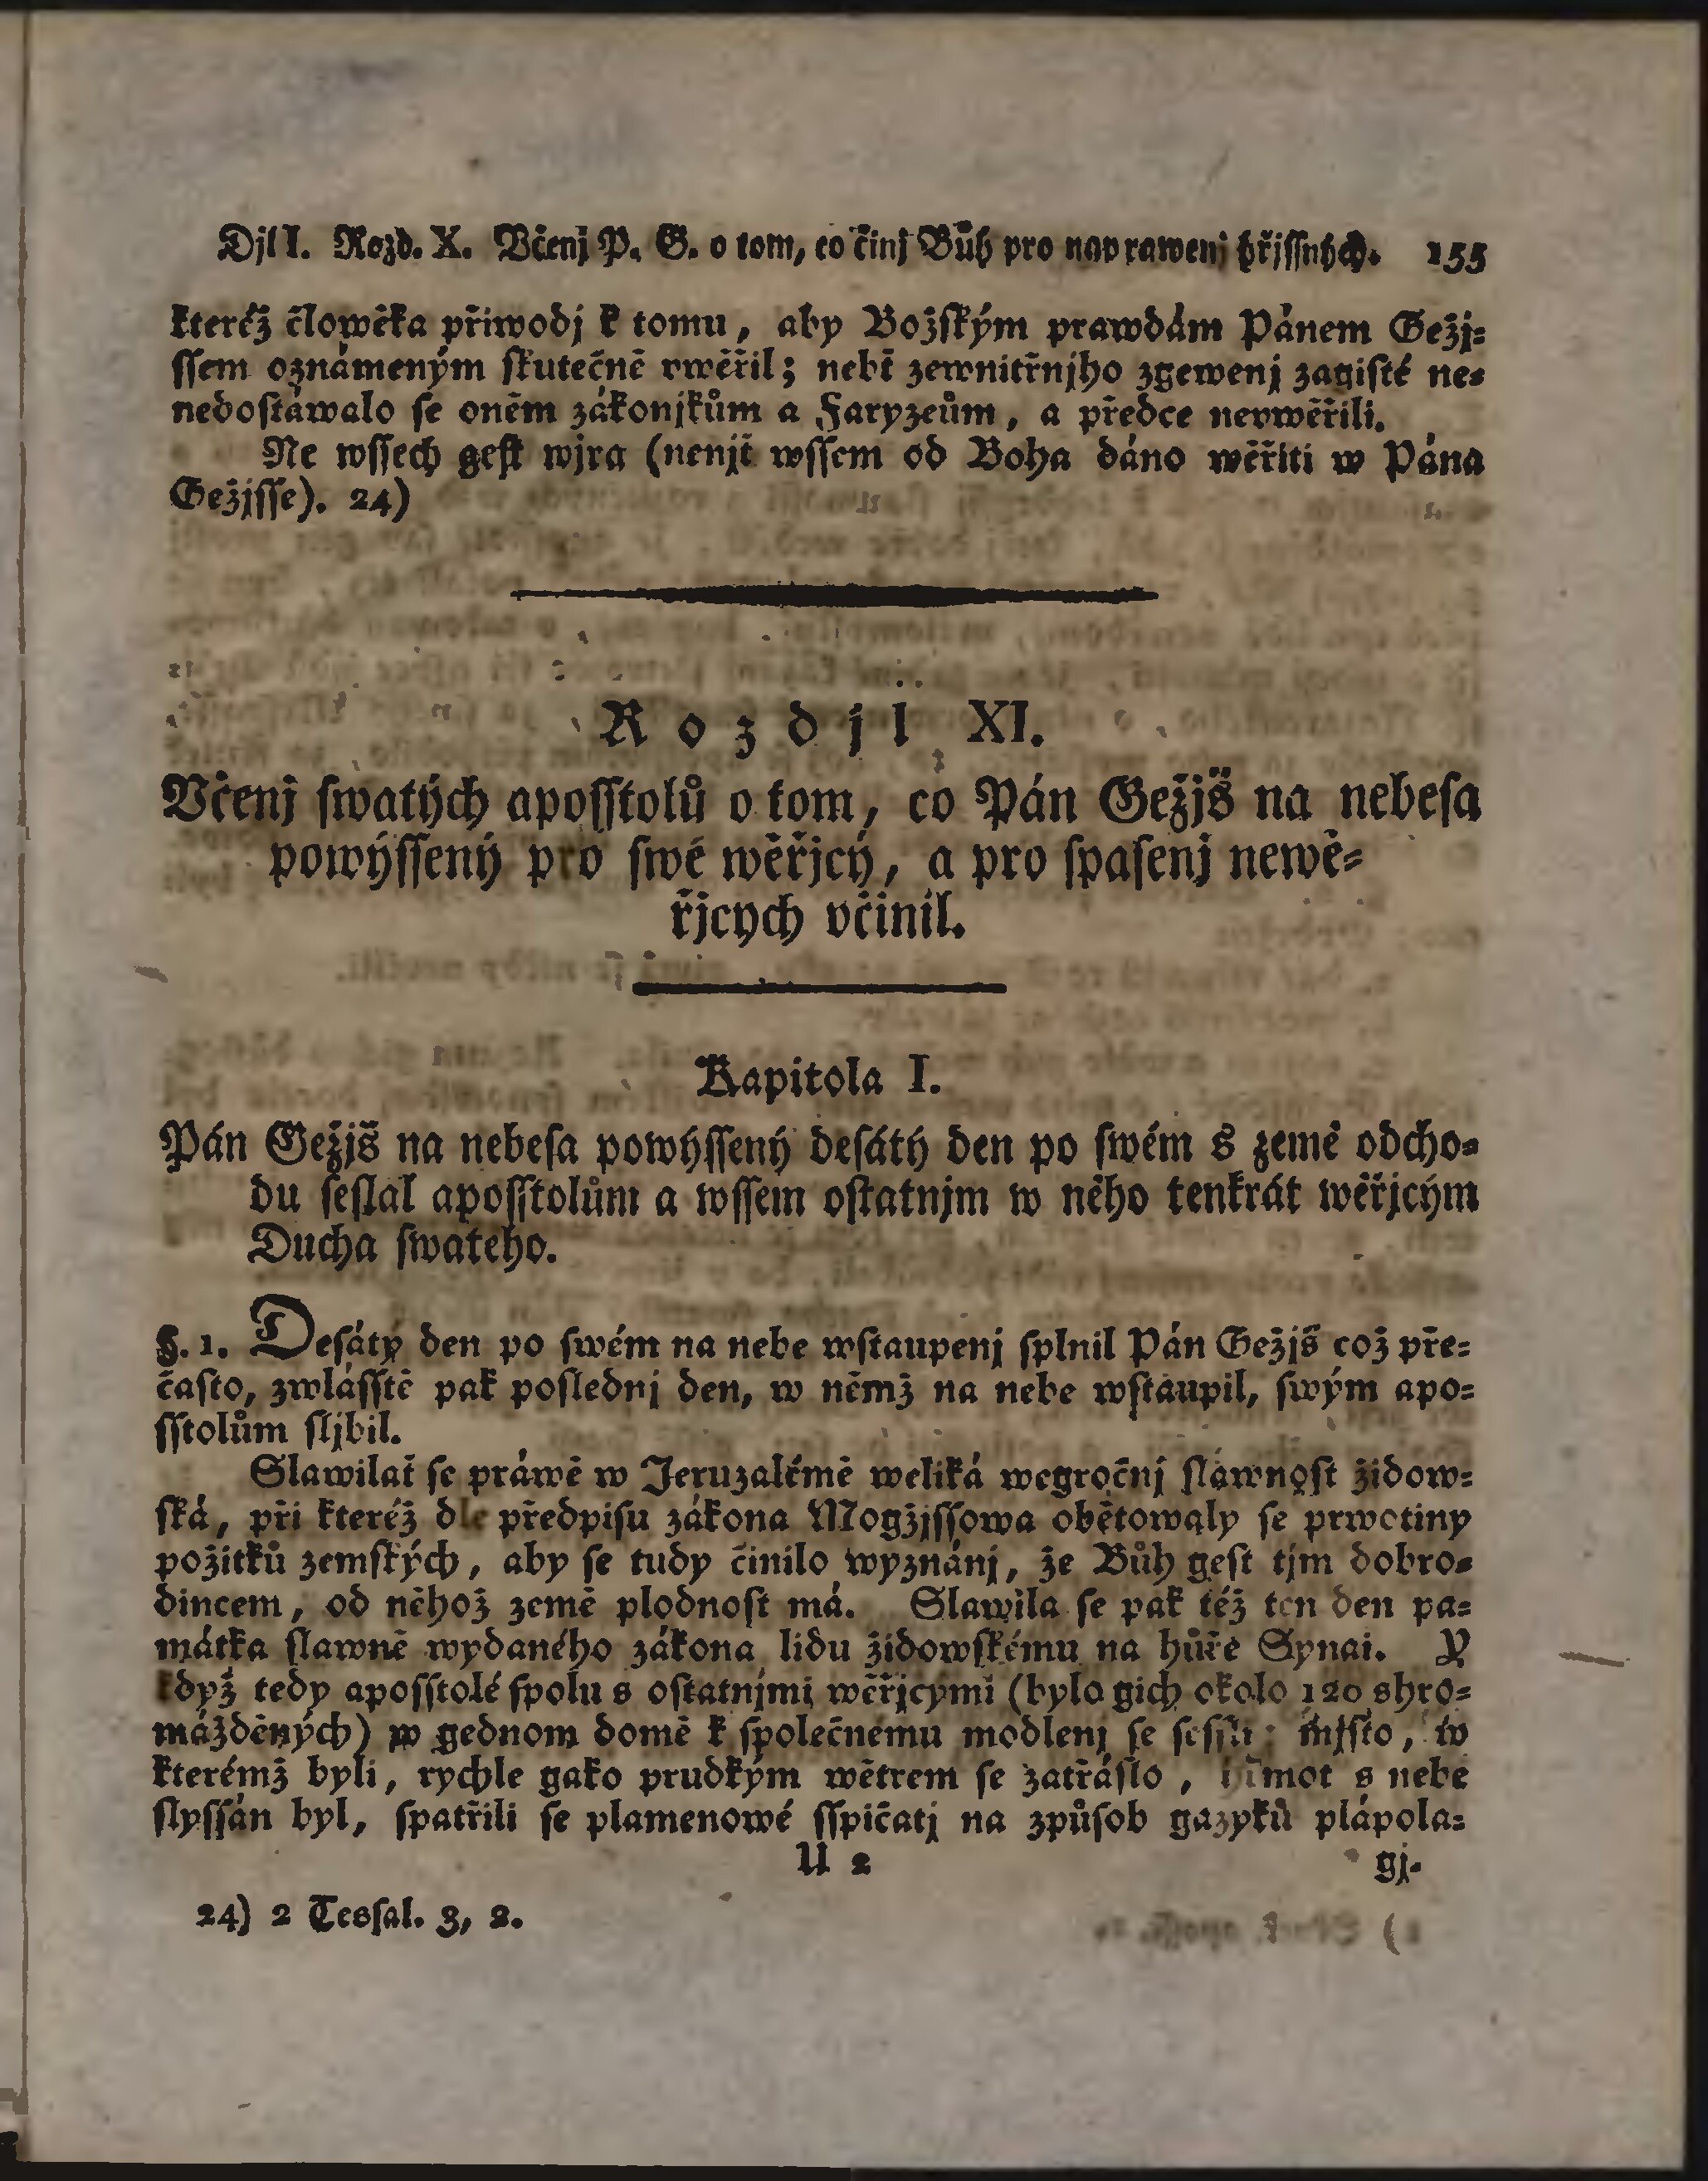 Djl I. Rozd. X. Včenj P. G. o tom, co činj Bůh pro naprawenj hřjssných. 155
kteréž člowěka přiwodj k tomu, aby Božským prawdám Pánem Gežj-
ssem oznámeným skutečně vwěřil; nebť zewnitřnjho zgewenj zagisté ne-
nedostáwalo se oněm zákonjkům a Faryzeům, a předce nevwěřili.
Ne wssech gest wjra (nenjť wssem od Boha dáno wěřiti w Pána
Gežjsse). 24)
Rozdjl XI.
Včenj swatých aposstolů o tom, co Pán Gežjš na nebesa
powýssený pro swé wěřjcý, a pro spasenj newě-
řjcych včinil.
Kapitola I.
Pán Gežjš na nebesa powýssený desátý den po swém s země odcho-
du seslal aposstolům a wssem ostatnjm w něho tenkrát wěřjcým
Ducha swateho.
§. 1. Desátý den po swém na nebe wstaupenj splnil Pán Gežjš což pře-
často, zwlásstě pak poslednj den, w němž na nebe wstaupil, swým apo-
sstolům sljbil.
Slawilať se práwě w Jeruzalémě weliká wegročnj sláwnost židow-
ská, při kteréž dle předpisu zákona Mogžjssowa obětowaly se prwotiny
požitků zemských, aby se tudy činilo wyznánj, že Bůh gest tjm dobro-
dincem, od něhož země plodnost má. Slawila se pak též ten den pa-
mátka slawně wydaného zákona lidu židowskému na hůře Synai. Y
když tedy aposstolé spolu s ostatnjmi wěřjcými (bylo gich okolo 120 shro-
mážděných) w gednom domě k společnému modlenj se sessli: mjsto, w
kterémž byli, rychle gako prudkým wětrem se zatřáslo, hřmot s nebe
slyssán byl, spatřili se plamenowé sspičatj na způsob gazyků plápola-
U 2 gj-
24) 2 Tessal. 3, 2.